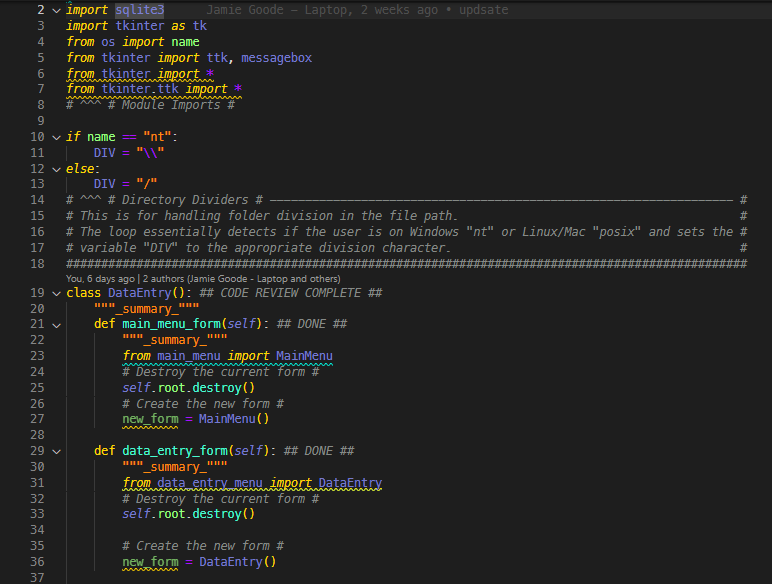 2 import sqlite3 Jamie Goode – Laptop, 2 weeks ago • updsate
3 import tkinter as tk
4 from os import name
5 from tkinter import ttk, messagebox
6 from tkinter import *
7 from tkinter.ttk import *
8 # ^^^ # Module Imports #
9
10 if name == "nt":
11 DIV = "\\"
12 else:
13 DIV = "/"
14 # ^^^ # Directory Dividers # ―――――――――――――――――――――――――――――――――――――――――――――――――――――――――――――――――― #
15 # This is for handling folder division in the file path. #
16 # The loop essentially detects if the user is on Windows "nt" or Linux/Mac "posix" and sets the #
17 # variable "DIV" to the appropriate division character. #
18 #################################################################################################
You, 6 days ago | 2 authors (Jamie Goode - Laptop and others)
19 class DataEntry(): ## CODE REVIEW COMPLETE ##
20 """_summary_"""
21 def main_menu_form(self): ## DONE ##
22 """_summary_"""
23 from main_menu import MainMenu
24 # Destroy the current form #
25 self.root.destroy()
26 # Create the new form #
27 new_form = MainMenu()
28
29 def data_entry_form(self): ## DONE ##
30 """_summary_"""
31 from data_entry_menu import DataEntry
32 # Destroy the current form #
33 self.root.destroy()
34
35 # Create the new form #
36 new_form = DataEntry()
37